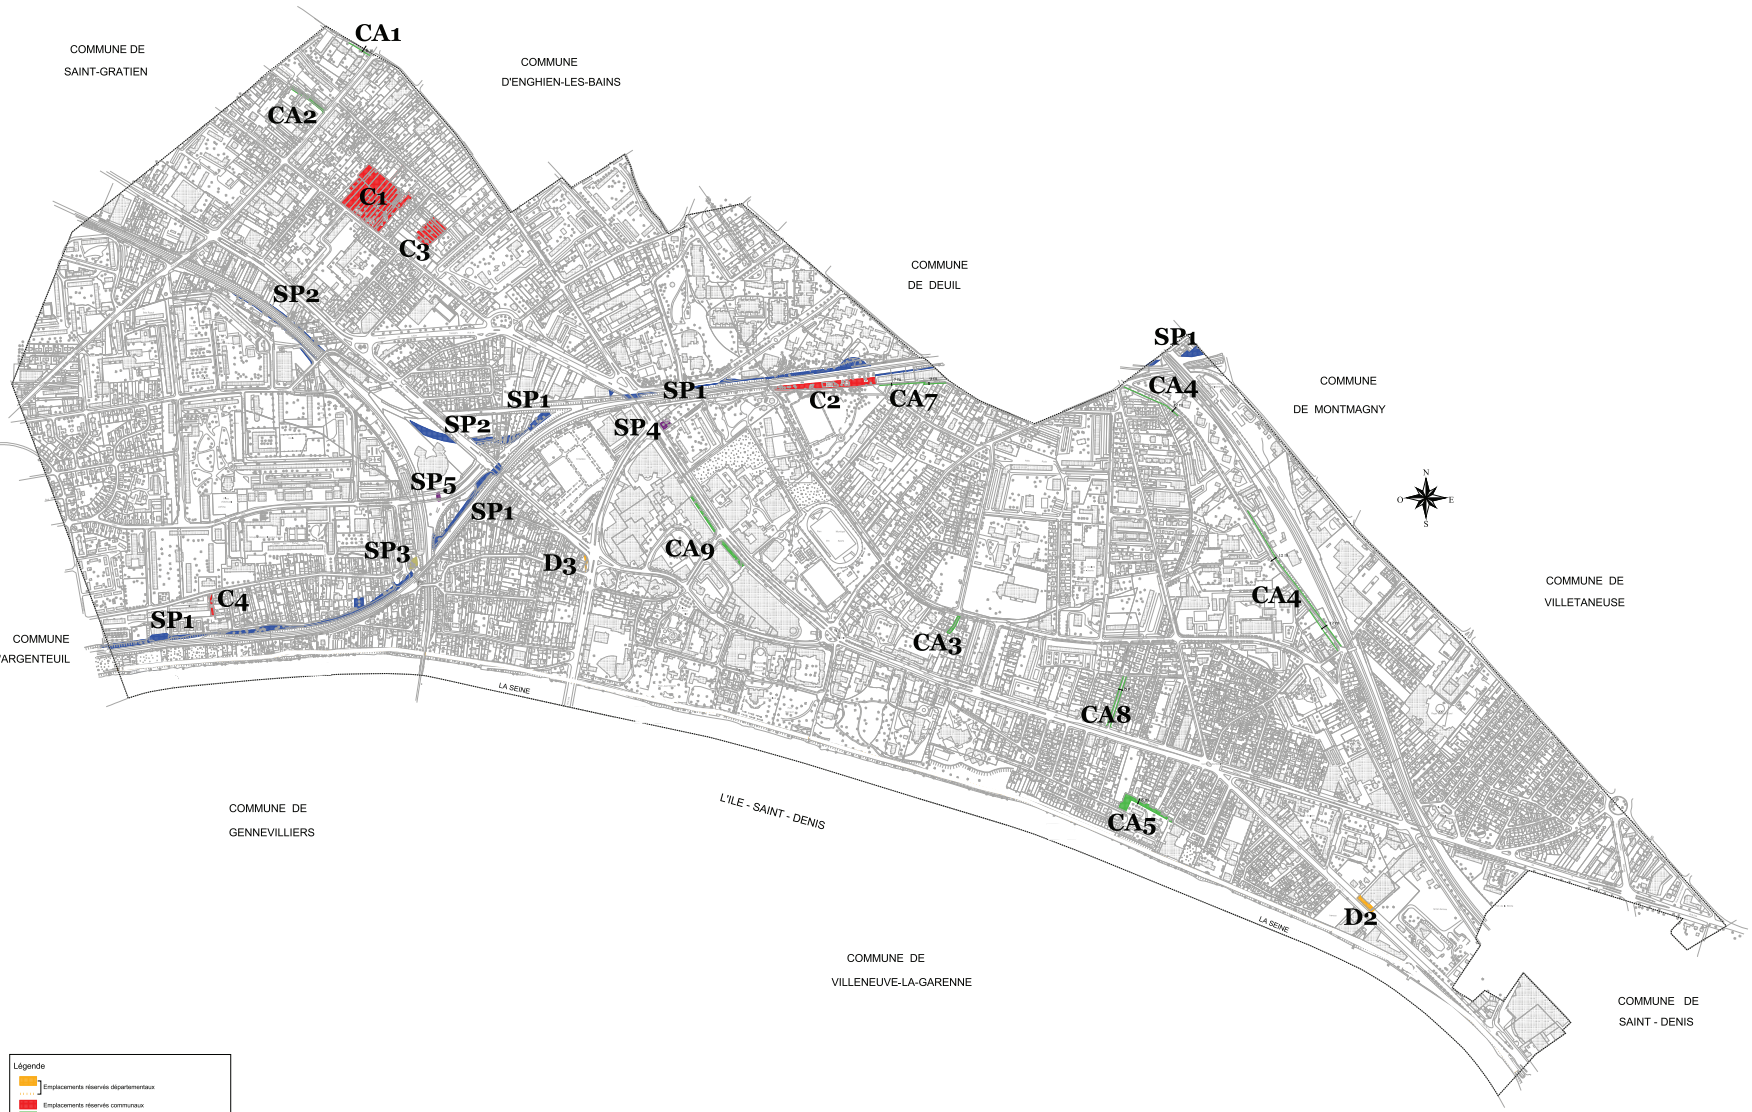 CA1
COMMUNE DE
SAINT-GRATIEN
COMMUNE
D'ENGHIEN-LES-BAINS
CA2
C1
C3
COMMUNE
DE DEUIL
SP2
SP1
CA4
COMMUNE
DE MONTMAGNY
SP1
C2
CA7
SP1
SP2
SP4
SP5
SP1
N
O
E
S
SP3
D3
CA9
C4
SP1
CA4
COMMUNE DE
VILLETANEUSE
COMMUNE
'ARGENTEUIL
CA3
LA SEINE
CA8
L'ILE - SAINT - DENIS
COMMUNE DE
GENNEVILLIERS
CA5
D2
LA SEINE
COMMUNE DE
VILLENEUVE-LA-GARENNE
COMMUNE DE
SAINT - DENIS
Légende
Emplacements réservés départementaux
Emplacements réservés communaux